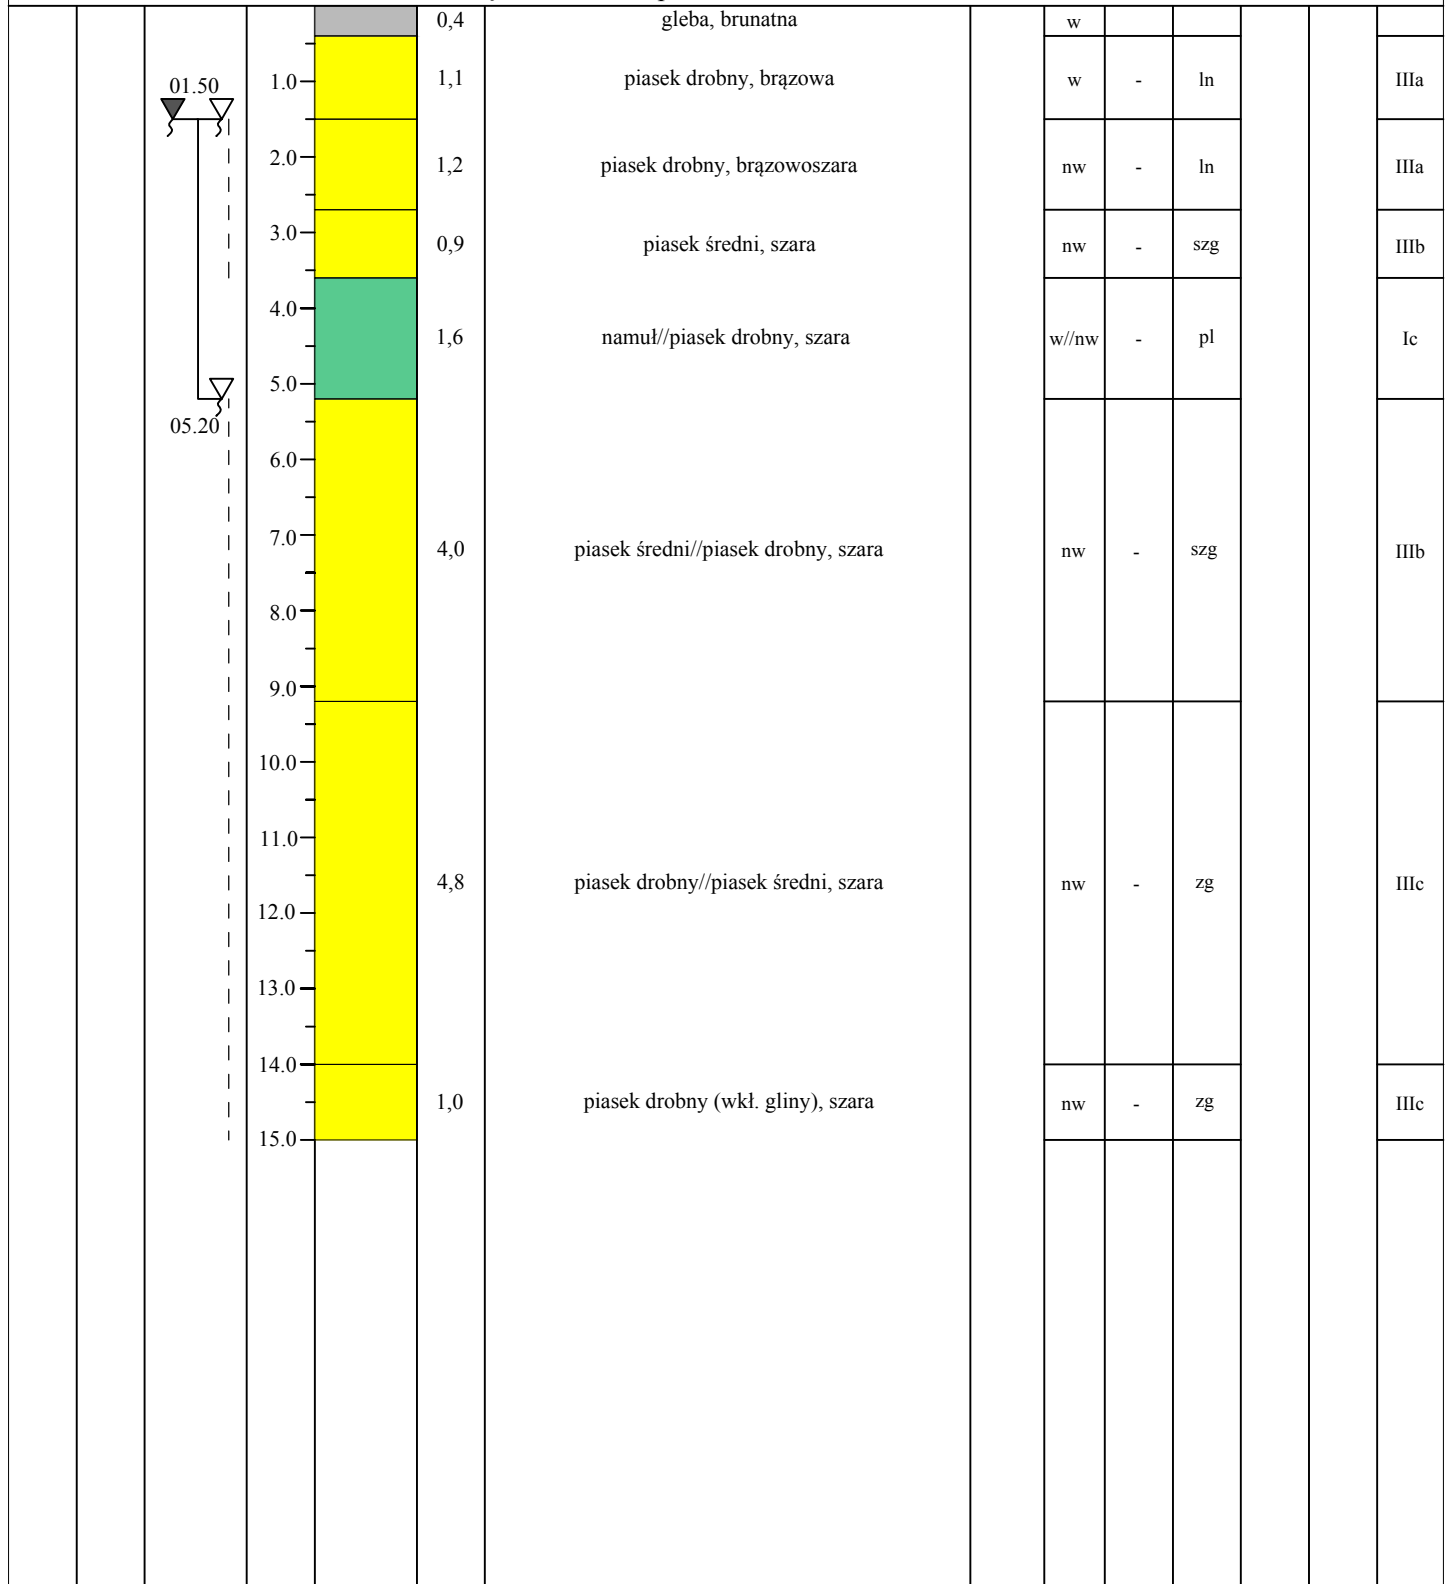 0,4 gleba, brunatna w
01.50 1.0 1,1 piasek drobny, brązowa w - ln IIIa
2.0 1,2 piasek drobny, brązowoszara nw - ln IIIa
3.0 0,9 piasek średni, szara nw - szg IIIb
4.0 1,6 namuł//piasek drobny, szara w//nw - pl Ic
5.0
05.20
6.0
7.0 4,0 piasek średni//piasek drobny, szara nw - szg IIIb
8.0
9.0
10.0
11.0
4,8 piasek drobny//piasek średni, szara nw - zg IIIc
12.0
13.0
14.0
1,0 piasek drobny (wkł. gliny), szara nw - zg IIIc
15.0